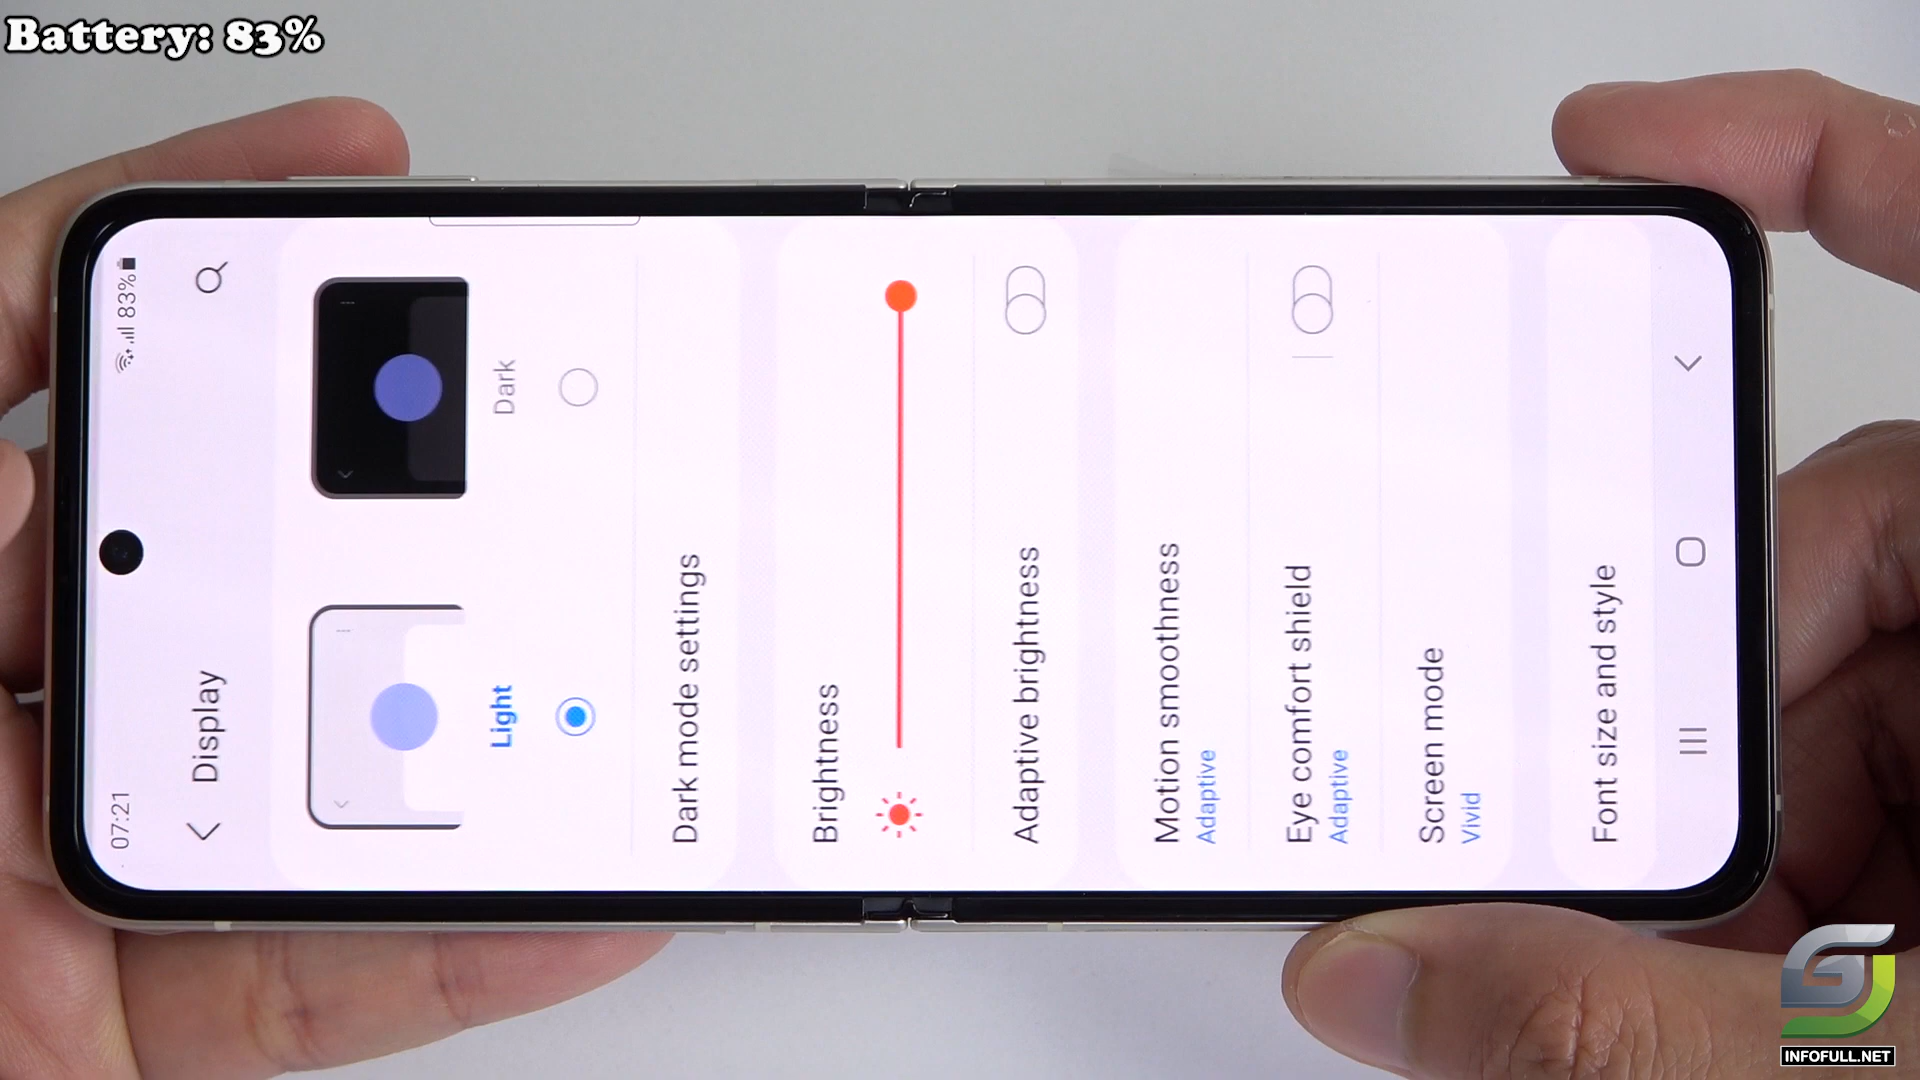 Battery: 83%
07:21
83%
Display
Light
Dark
Dark mode settings
Brightness
Adaptive brightness
Motion smoothness
Adaptive
Eye comfort shield
Adaptive
Screen mode
Vivid
Font size and style
INFOFULL.NET